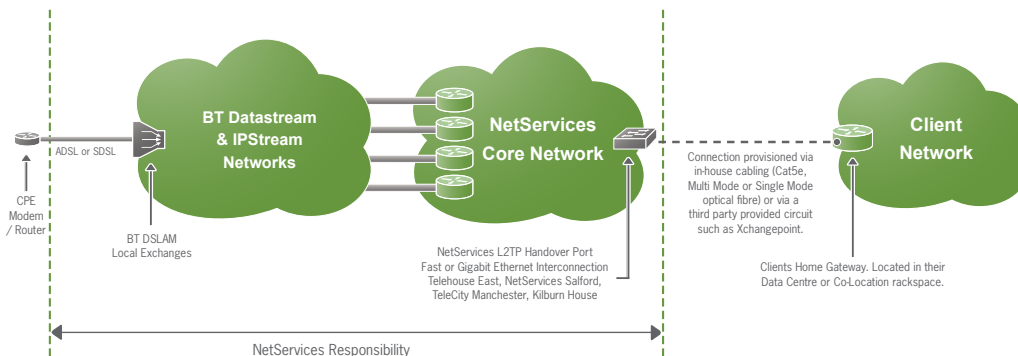 BT Datastream
& IPStream
Networks
NetServices
Core Network
Client
Network
ADSL or SDSL
CPE
Modem
/ Router
BT DSLAM
Local Exchanges
NetServices L2TP Handover Port
Fast or Gigabit Ethernet Interconnection
Telehouse East, NetServices Salford,
TeleCity Manchester, Kilburn House
Connection provisioned via
in-house cabling (Cat5e,
Multi Mode or Single Mode
optical fibre) or via a
third party provided circuit
such as Xchangepoint.
Clients Home Gateway. Located in their
Data Centre or Co-Location rackspace.
NetServices Responsibility